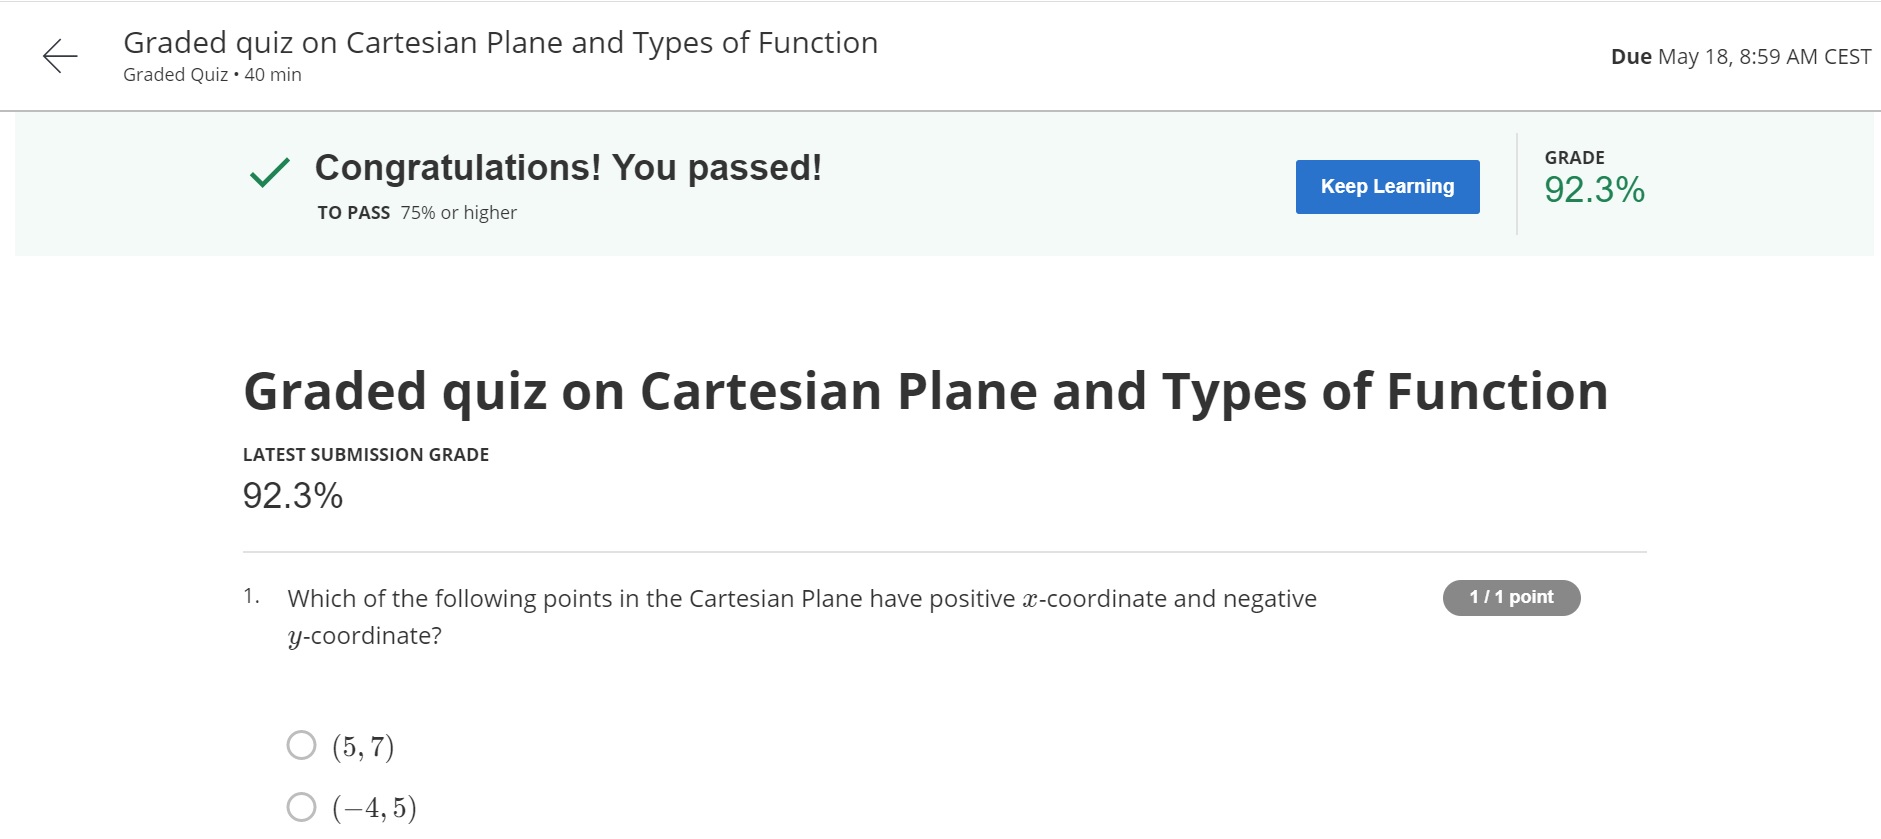 Graded quiz on Cartesian Plane and Types of Function
Graded Quiz • 40 min
Due May 18, 8:59 AM CEST
Congratulations! You passed!
TO PASS 75% or higher
Keep Learning
GRADE
92.3%
Graded quiz on Cartesian Plane and Types of Function
LATEST SUBMISSION GRADE
92.3%
1. Which of the following points in the Cartesian Plane have positive x-coordinate and negative
y-coordinate?
1 / 1 point
(5, 7)
(−4, 5)